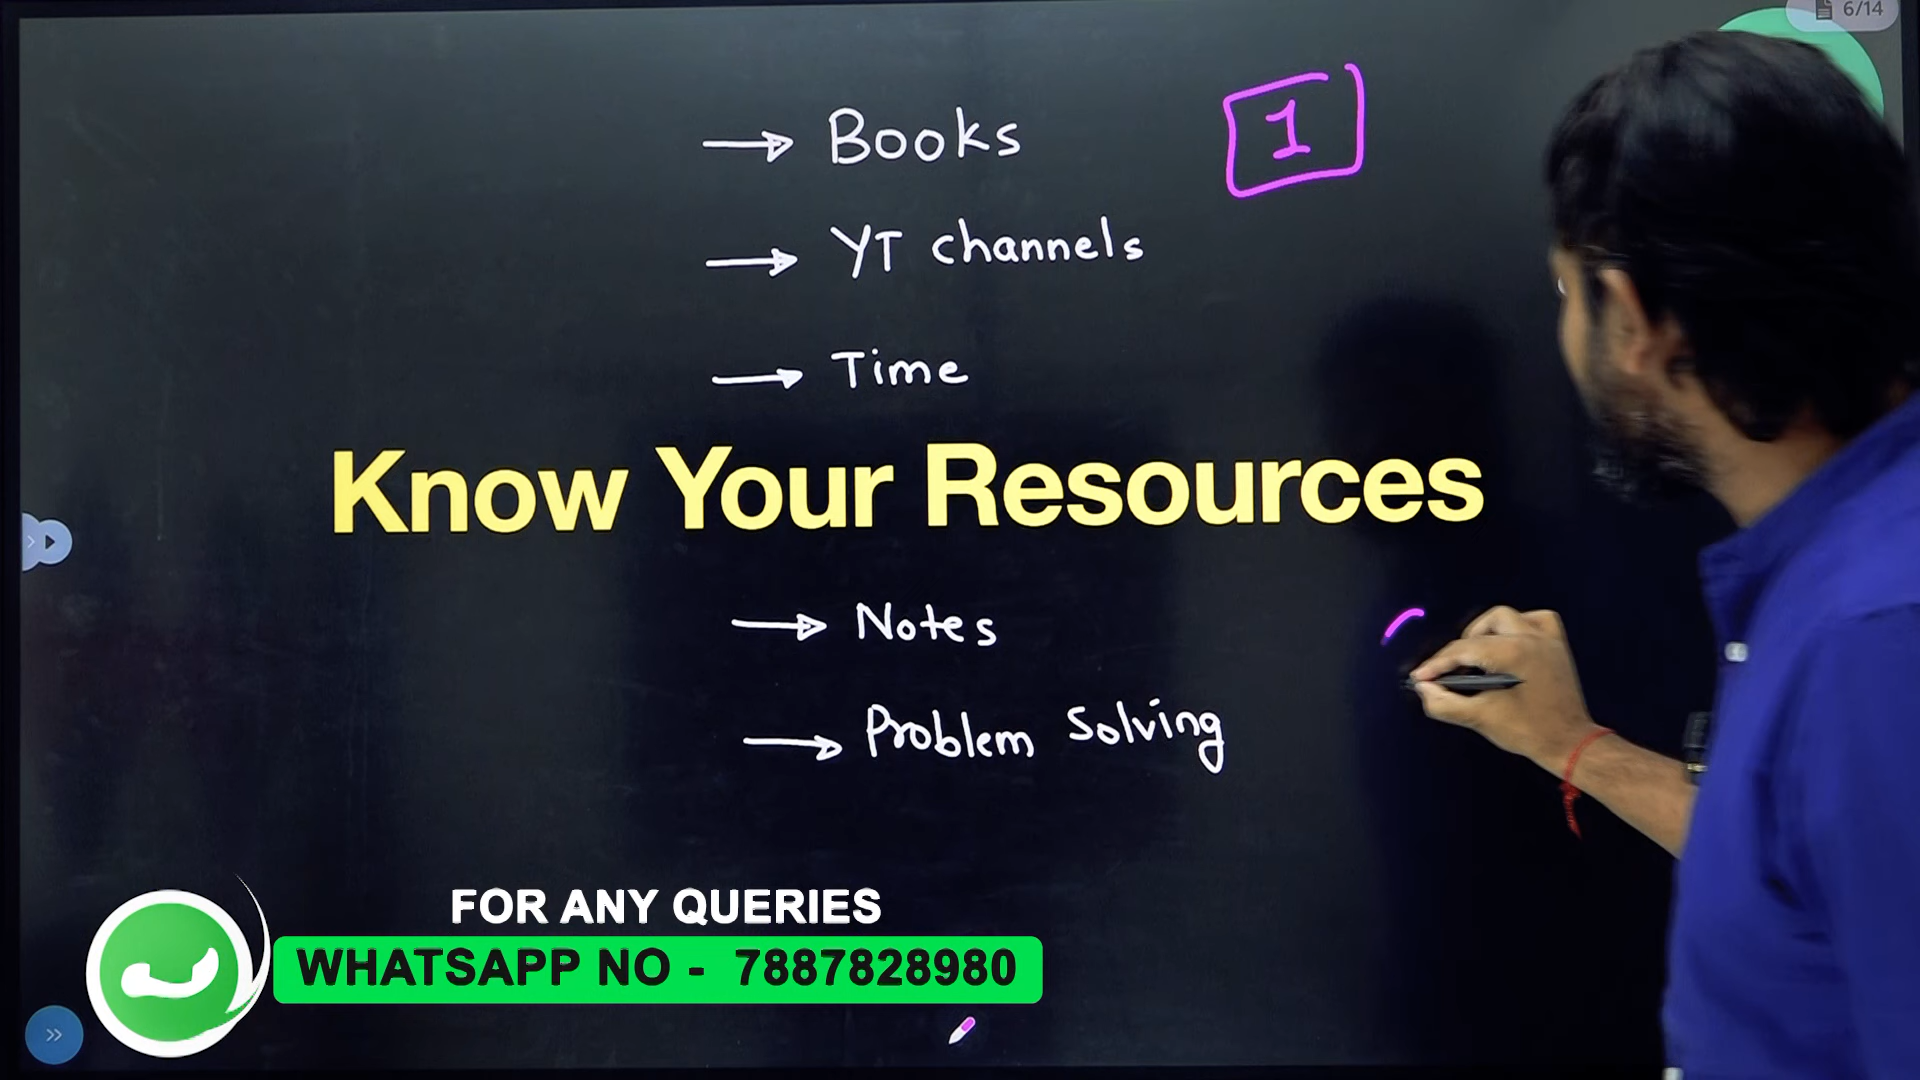 6/14
→ Books
1
→ YT channels
→ Time
Know Your Resources
→ Notes
→ Problem Solving
FOR ANY QUERIES
WHATSAPP NO - 7887828980